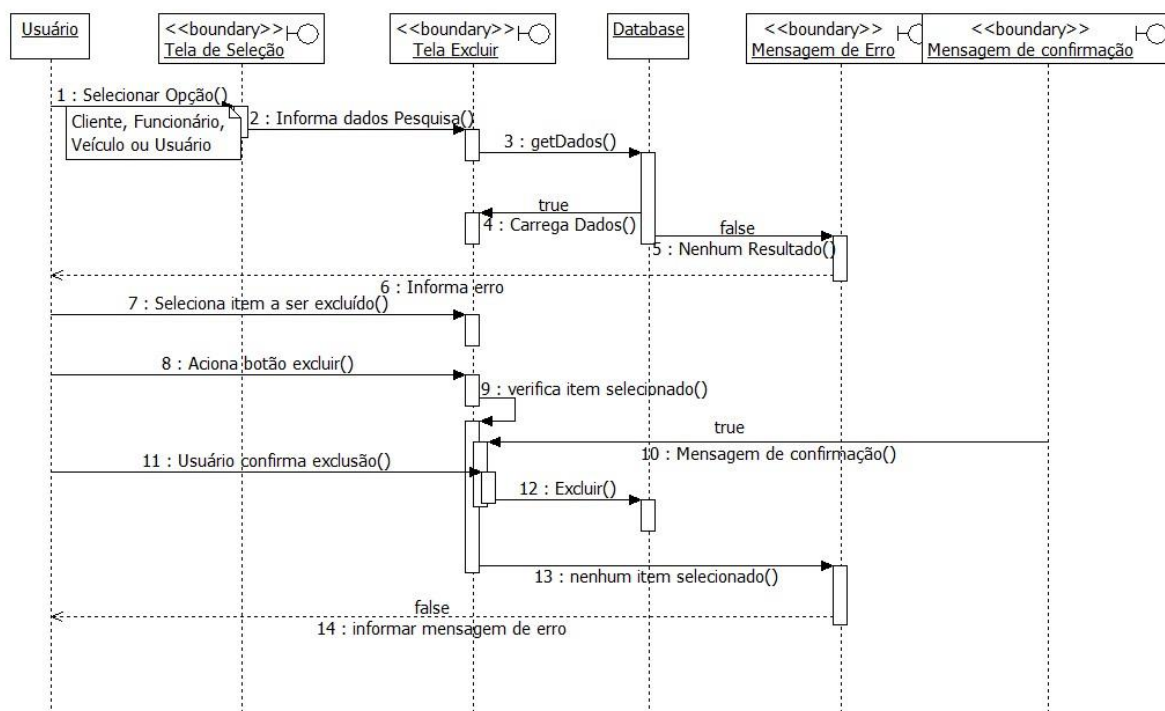 Usuário
<<boundary>>
Tela de Seleção
<<boundary>>
Tela Excluir
Database
<<boundary>>
Mensagem de Erro
<<boundary>>
Mensagem de confirmação
1 : Selecionar Opção()
Cliente, Funcionário,
Veículo ou Usuário
2 : Informa dados Pesquisa()
3 : getDados()
true
4 : Carrega Dados()
false
5 : Nenhum Resultado()
6 : Informa erro
7 : Seleciona item a ser excluído()
8 : Aciona botão excluir()
9 : verifica item selecionado()
true
10 : Mensagem de confirmação()
11 : Usuário confirma exclusão()
12 : Excluir()
13 : nenhum item selecionado()
false
14 : informar mensagem de erro